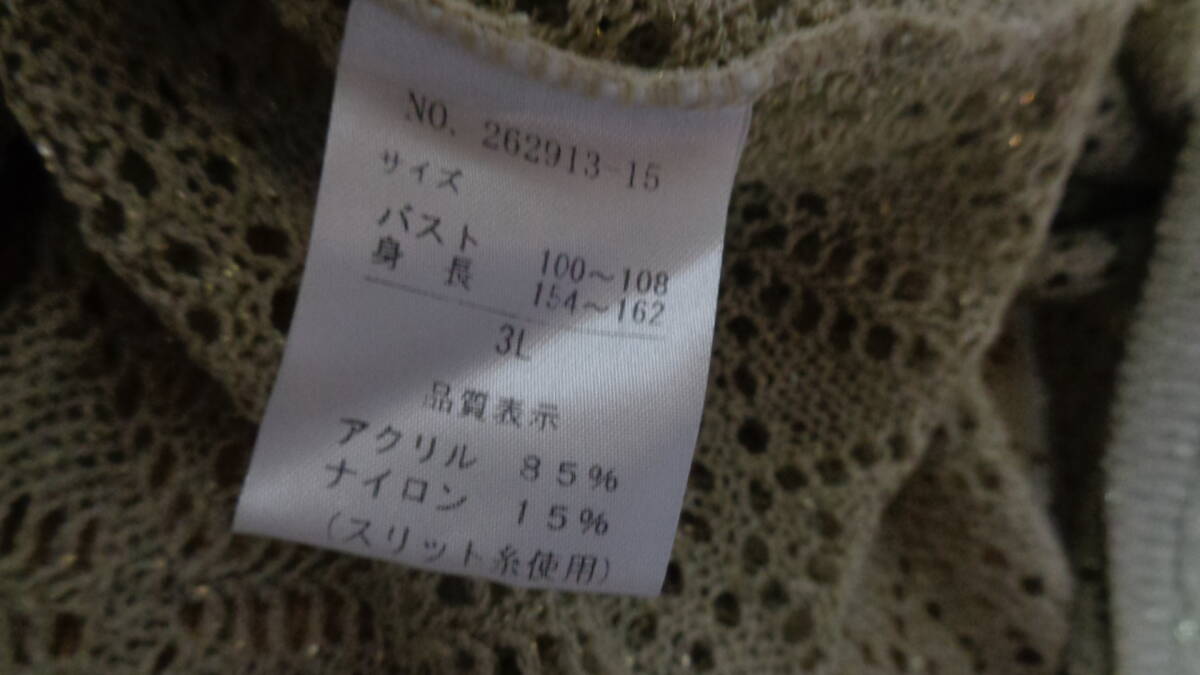 NO. 262913-15
サイズ
バスト 100～108
身 長 154～162
3L
品質表示
アクリル 85%
ナイロン 15%
(スリット糸使用)